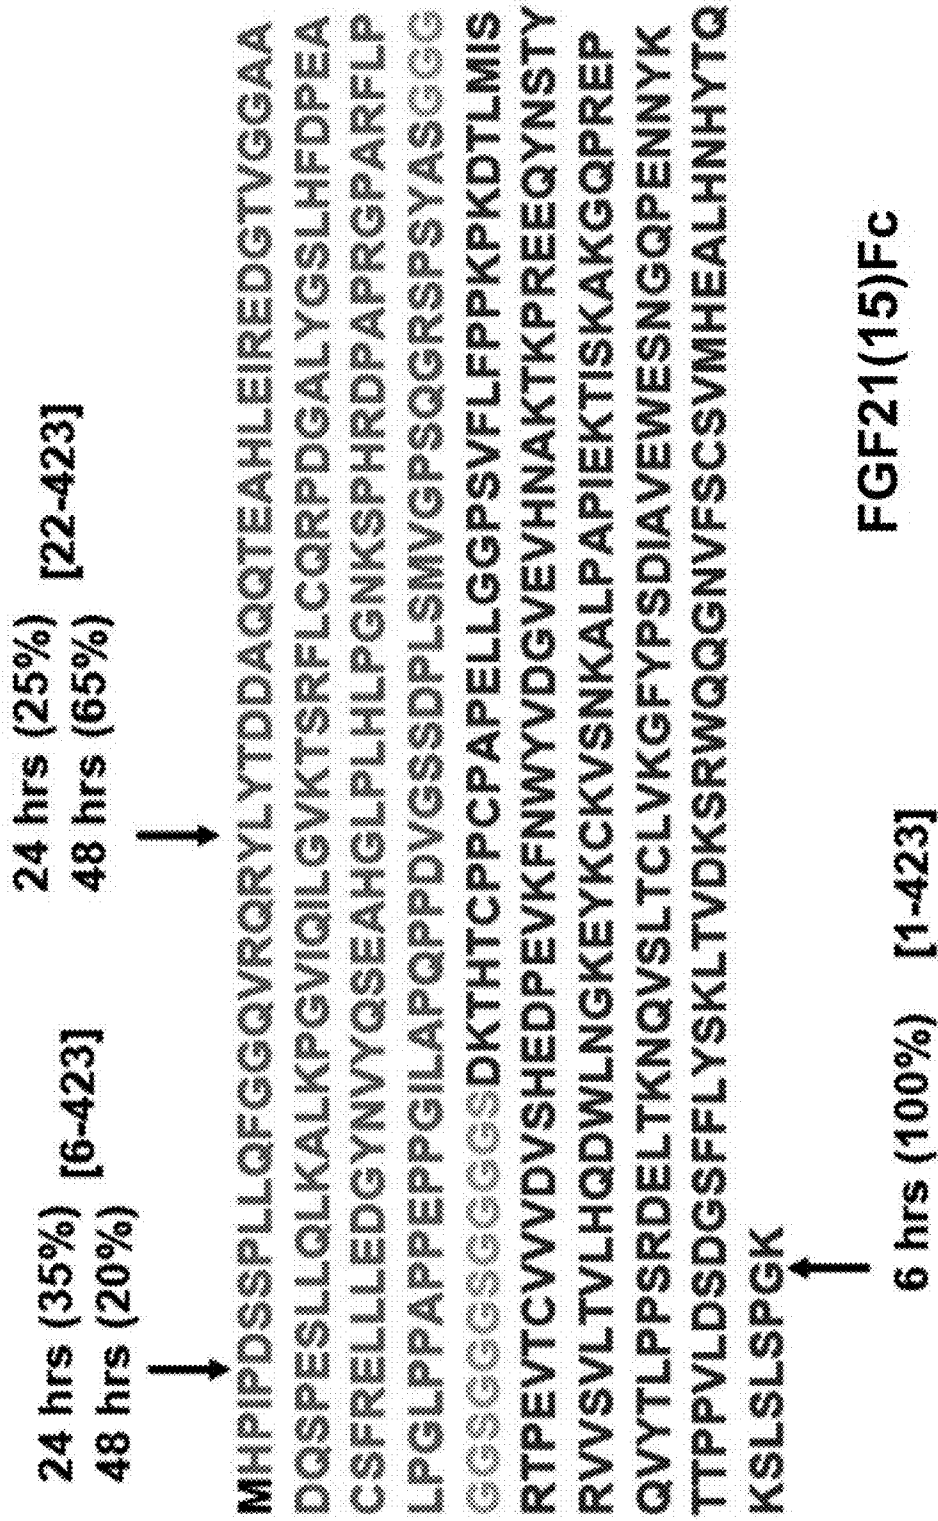 24 hrs (35%)
48 hrs (20%)
[6-423]
24 hrs (25%)
48 hrs (65%)
[22-423]
MHPIPDSSPLLQFGGQVRQRYLYTDDAQQTEAHLEIREDGTVGGAA
DQSPESLLQLKALKPGVIQILGVKTSRFLCQRPDGALYGSLHFDPEA
CSFRELLLEDGYNVYQSEAHGLPLHLPGNKSPHRDPAPRGPARFLP
LPGLPPAPPEPPGILAPQPPDVGSSDPLSMVGPSQGRSPSYASGG
GGSGGGSGGGGSDKTHTCPPCPAPELLGGPSVFLFPPKPKDTLMIS
RTPEVTCVVVDVSHEDPEVKFNWYVDGVEVHNAKTKPREEQYNSTY
RVVSVLTVLHQDWLNGKEYKCKVSNKALPAPIEKTISKAKGQPREP
QVYTLPPSRDELTKNQVSLTCLVKGFYPSDIAVEWESNGQPENNYK
TTPPVLDSDGSFFLYSKLTVDKSRWQQGNVFSCSVMHEALHNHYTQ
KSLSLSPGK
6 hrs (100%) [1-423]
FGF21(15)Fc